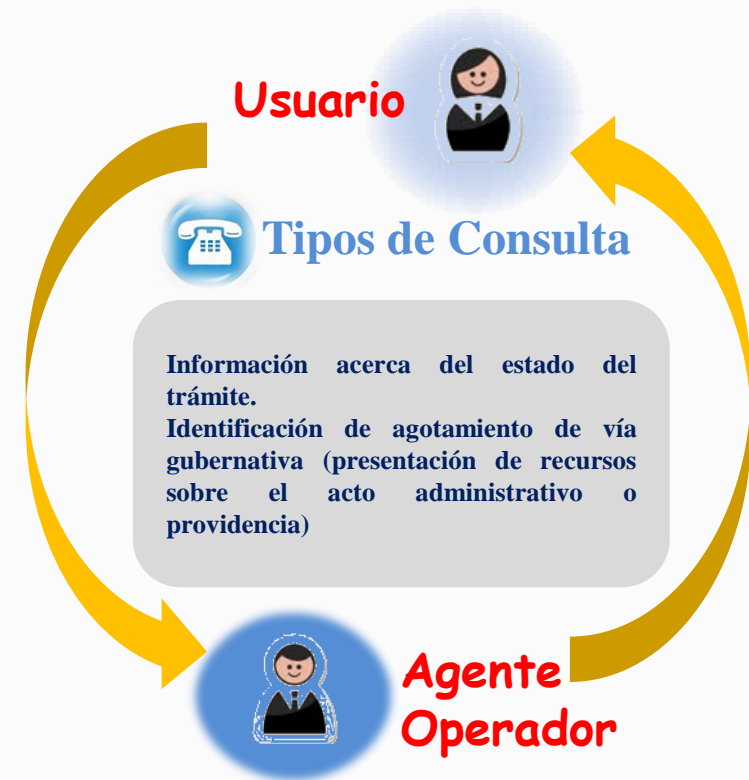 Usuario
Tipos de Consulta
Información acerca del estado del
trámite.
Identificación de agotamiento de vía
gubernativa (presentación de recursos
sobre el acto administrativo o
providencia)
Agente
Operador